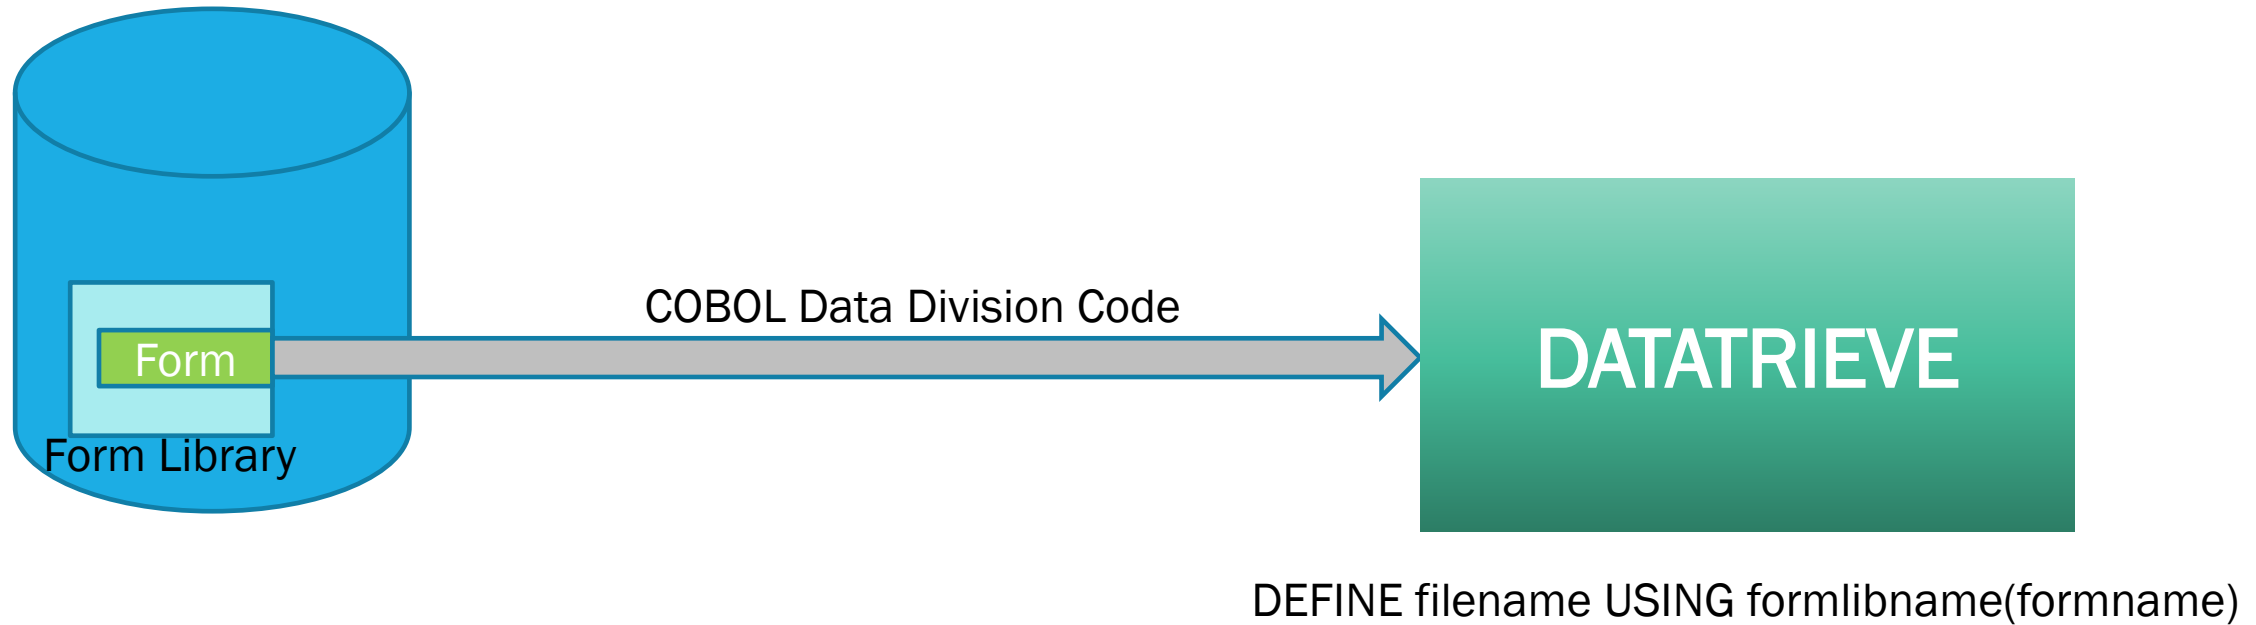 COBOL Data Division Code
Form
DATATRIEVE
Form Library
DEFINE filename USING formlibname(formname)